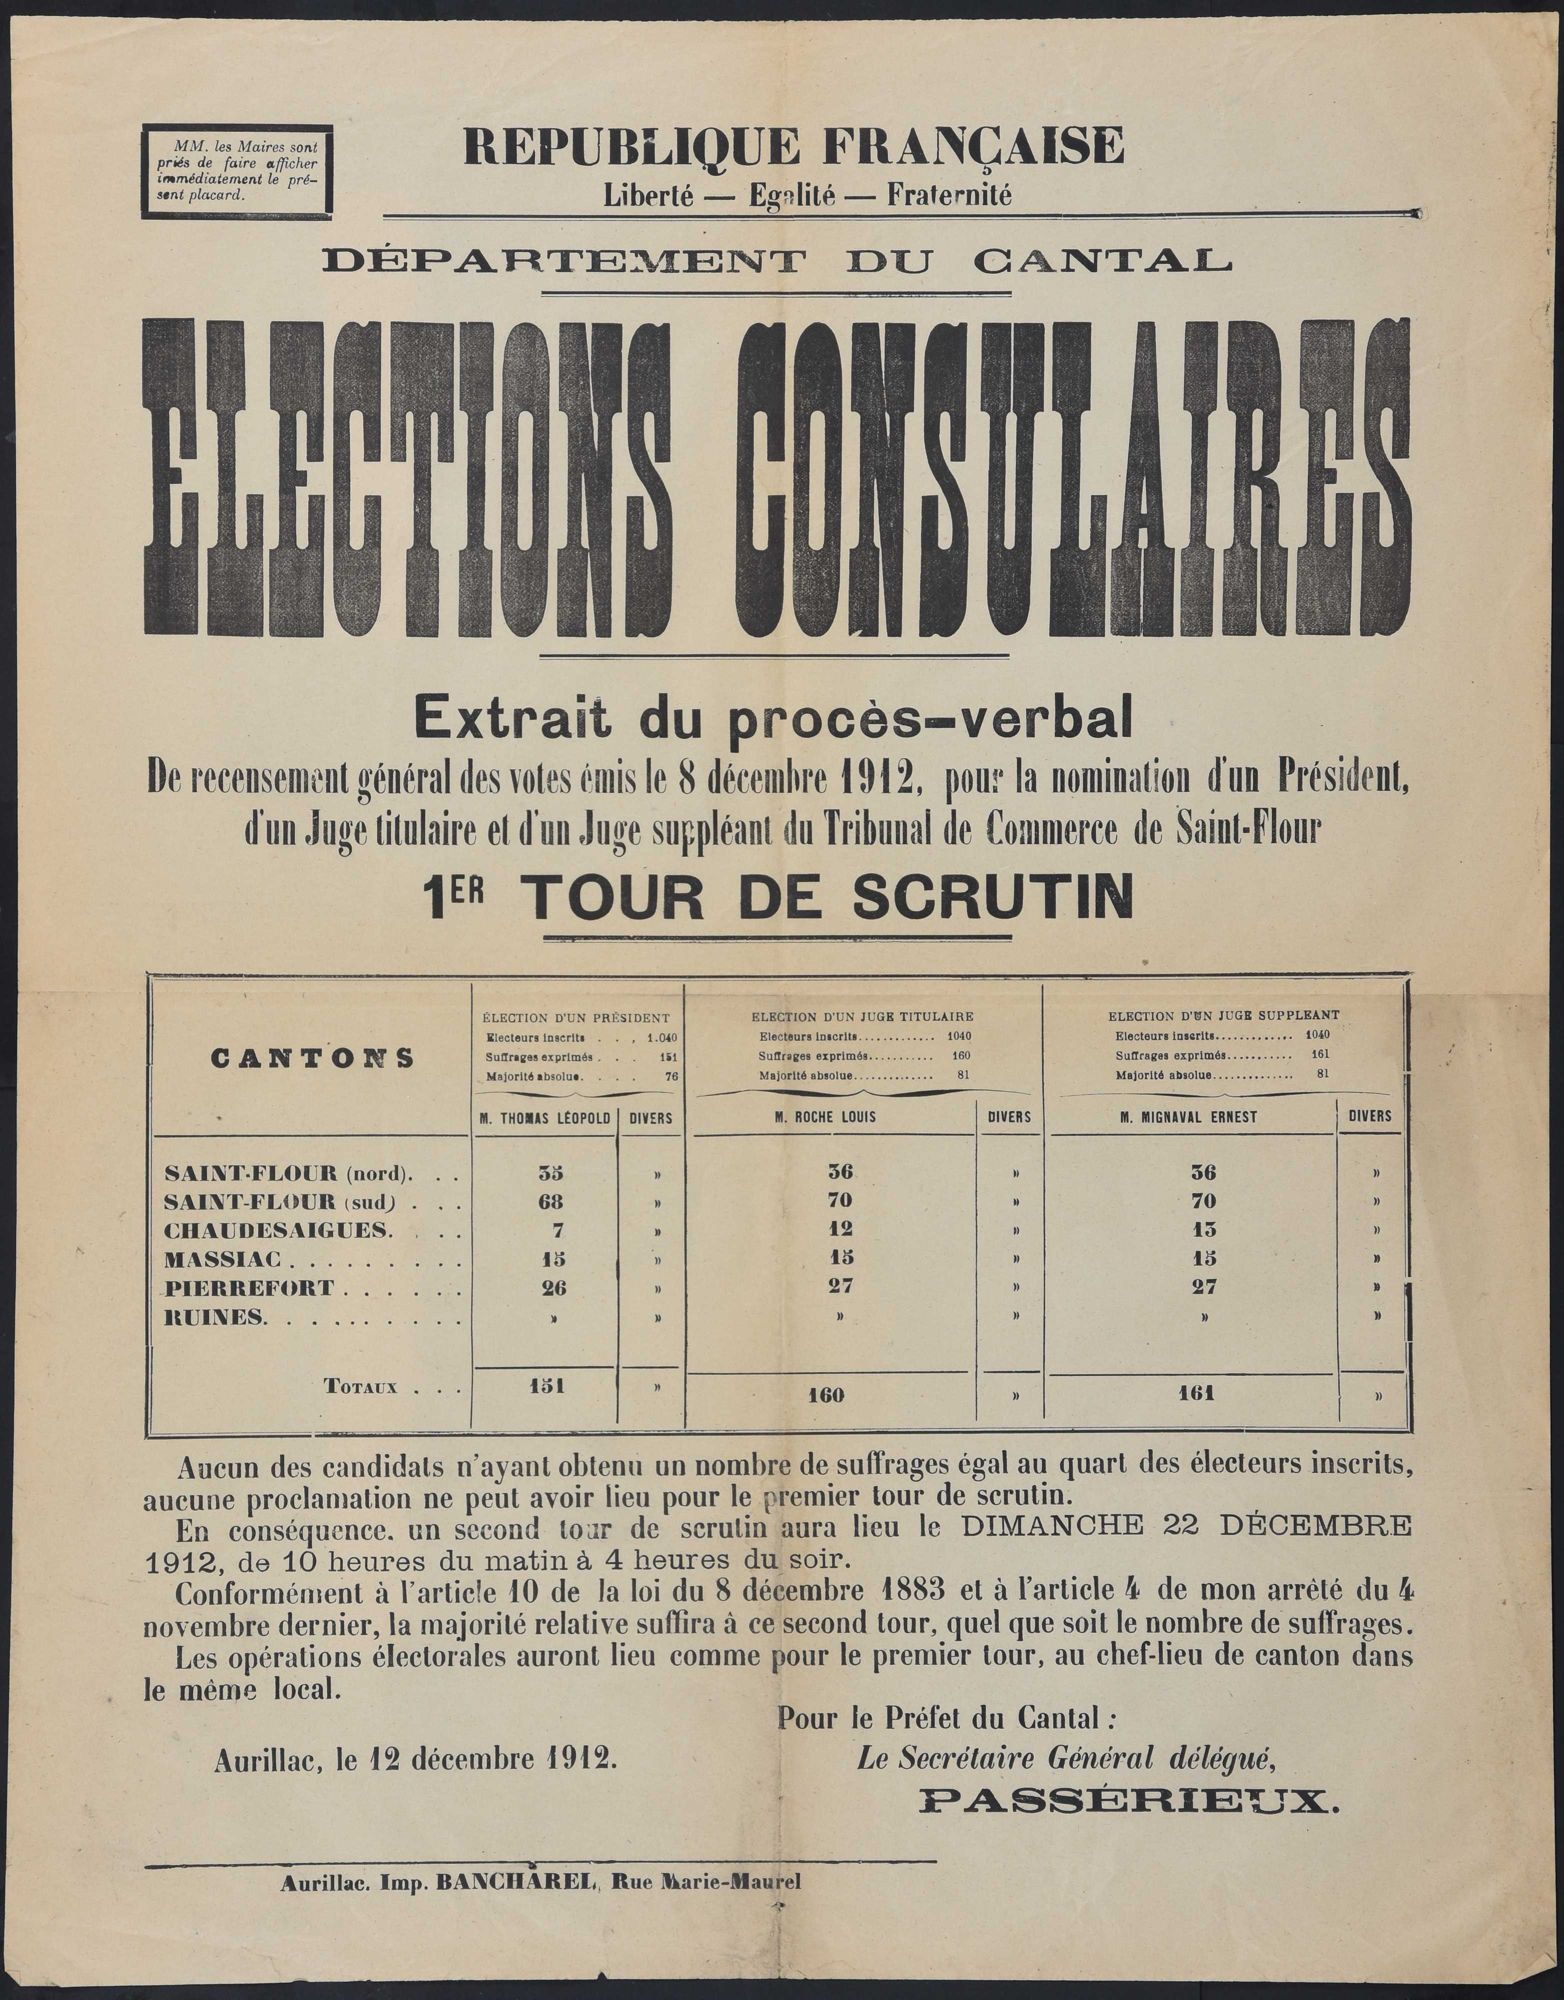 MM. les Maires sont
priés de faire afficher
immédiatement le pré-
sent placard.
REPUBLIQUE FRANÇAISE
Liberté — Egalité — Fraternité
DÉPARTEMENT DU CANTAL
ELECTIONS CONSULAIRES
Extrait du procès-verbal
De recensement général des votes émis le 8 décembre 1912, pour la nomination d'un Président,
d'un Juge titulaire et d'un Juge suppléant du Tribunal de Commerce de Saint-Flour
1ER TOUR DE SCRUTIN
CANTONS
ÉLECTION D'UN PRÉSIDENT
Electeurs inscrits . . , 1.040
Suffrages exprimés . . . 151
Majorité absolue. . . . 76
M. THOMAS LÉOPOLD DIVERS
ELECTION D'UN JUGE TITULAIRE
Electeurs inscrits............. 1040
Suffrages exprimés........... 160
Majorité absolue.............. 81
M. ROCHE LOUIS DIVERS
ELECTION D'UN JUGE SUPPLEANT
Electeurs inscrits............. 1040
Suffrages exprimés........... 161
Majorité absolue.............. 81
M. MIGNAVAL ERNEST DIVERS
SAINT-FLOUR (nord). . . 35 » 36 » 36 »
SAINT-FLOUR (sud) . . . 68 » 70 » 70 »
CHAUDESAIGUES. . . . 7 » 12 » 13 »
MASSIAC . . . . . . . . . 15 » 15 » 15 »
PIERREFORT . . . . . . 26 » 27 » 27 »
RUINES. . . . . . . . . . » » » » » »
TOTAUX . . . 151 » 160 » 161 »
Aucun des candidats n'ayant obtenu un nombre de suffrages égal au quart des électeurs inscrits,
aucune proclamation ne peut avoir lieu pour le premier tour de scrutin.
En conséquence. un second tour de scrutin aura lieu le DIMANCHE 22 DÉCEMBRE
1912, de 10 heures du matin à 4 heures du soir.
Conformément à l'article 10 de la loi du 8 décembre 1883 et à l'article 4 de mon arrêté du 4
novembre dernier, la majorité relative suffira à ce second tour, quel que soit le nombre de suffrages.
Les opérations électorales auront lieu comme pour le premier tour, au chef-lieu de canton dans
le même local.
Pour le Préfet du Cantal :
Aurillac, le 12 décembre 1912.
Le Secrétaire Général délégué,
PASSÉRIEUX.
Aurillac. Imp. BANCHAREL, Rue Marie-Maurel